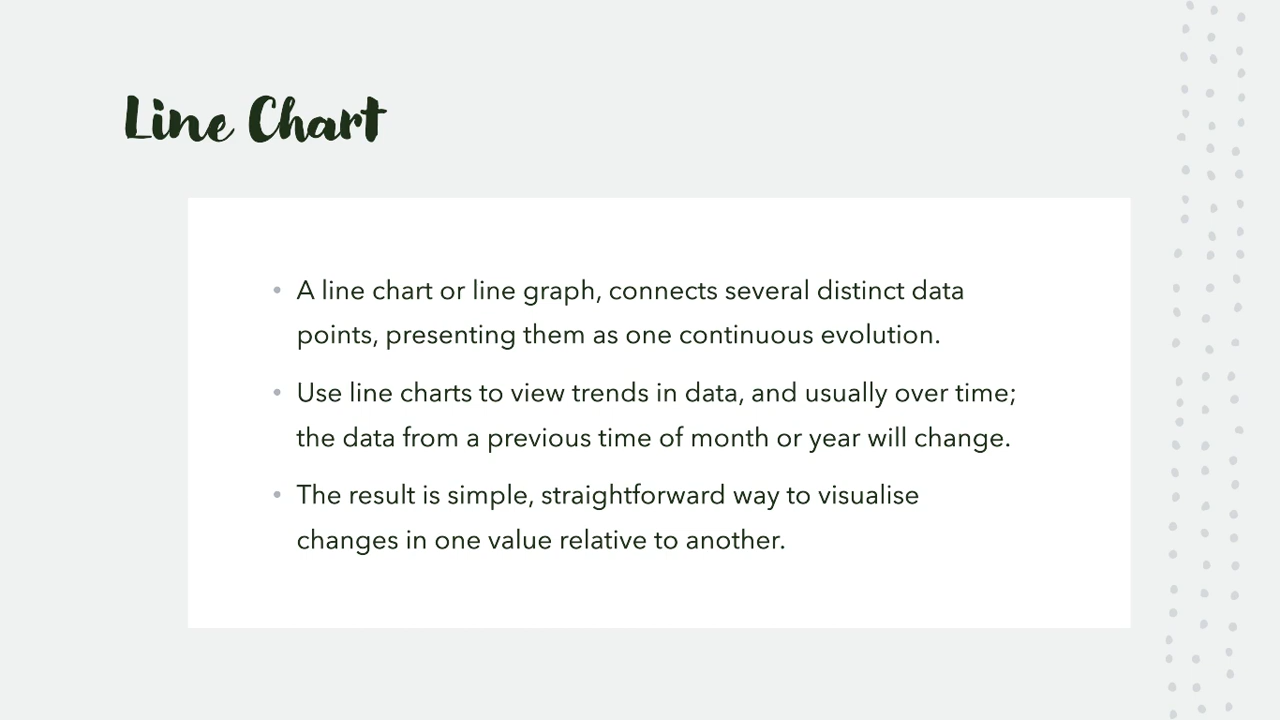 Line Chart
• A line chart or line graph, connects several distinct data
points, presenting them as one continuous evolution.
• Use line charts to view trends in data, and usually over time;
the data from a previous time of month or year will change.
• The result is simple, straightforward way to visualise
changes in one value relative to another.